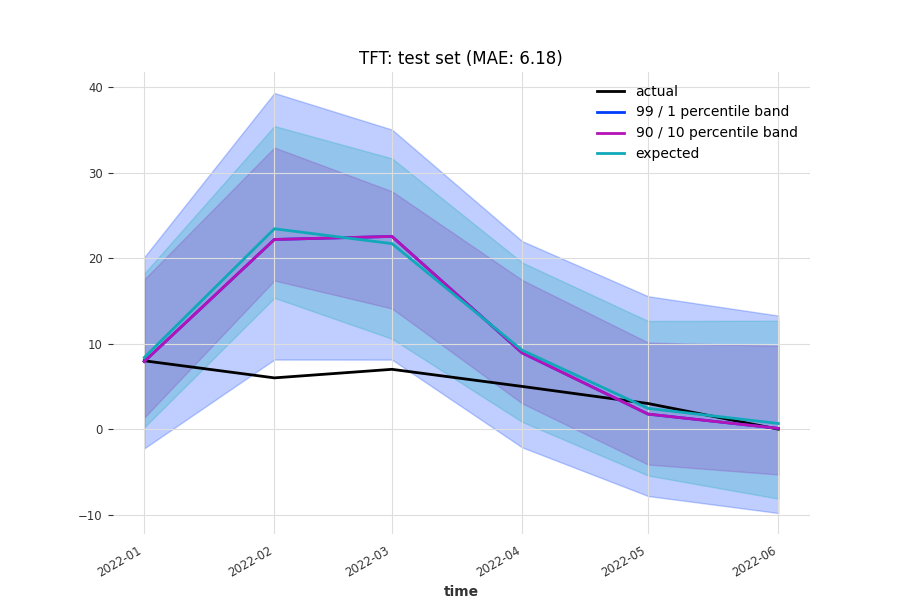 TFT: test set (MAE: 6.18)
actual
99 / 1 percentile band
90 / 10 percentile band
expected
40
30
20
10
0
−10
2022-01
2022-02
2022-03
2022-04
2022-05
2022-06
time